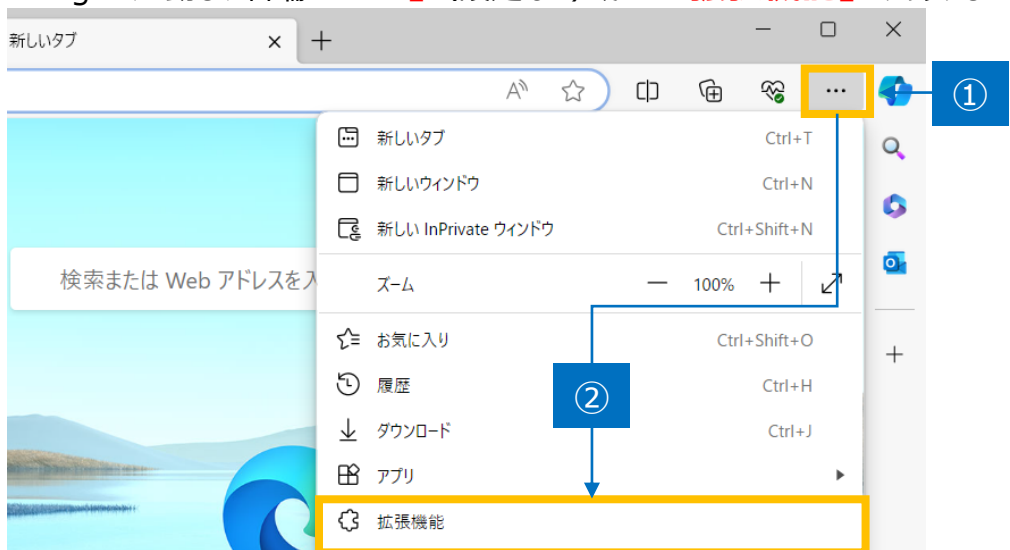 新しいタブ
①
新しいタブ Ctrl+T
新しいウィンドウ Ctrl+N
新しい InPrivate ウィンドウ Ctrl+Shift+N
検索または Web アドレスを入
ズーム 100%
お気に入り Ctrl+Shift+O
履歴 Ctrl+H
②
ダウンロード Ctrl+J
アプリ
拡張機能